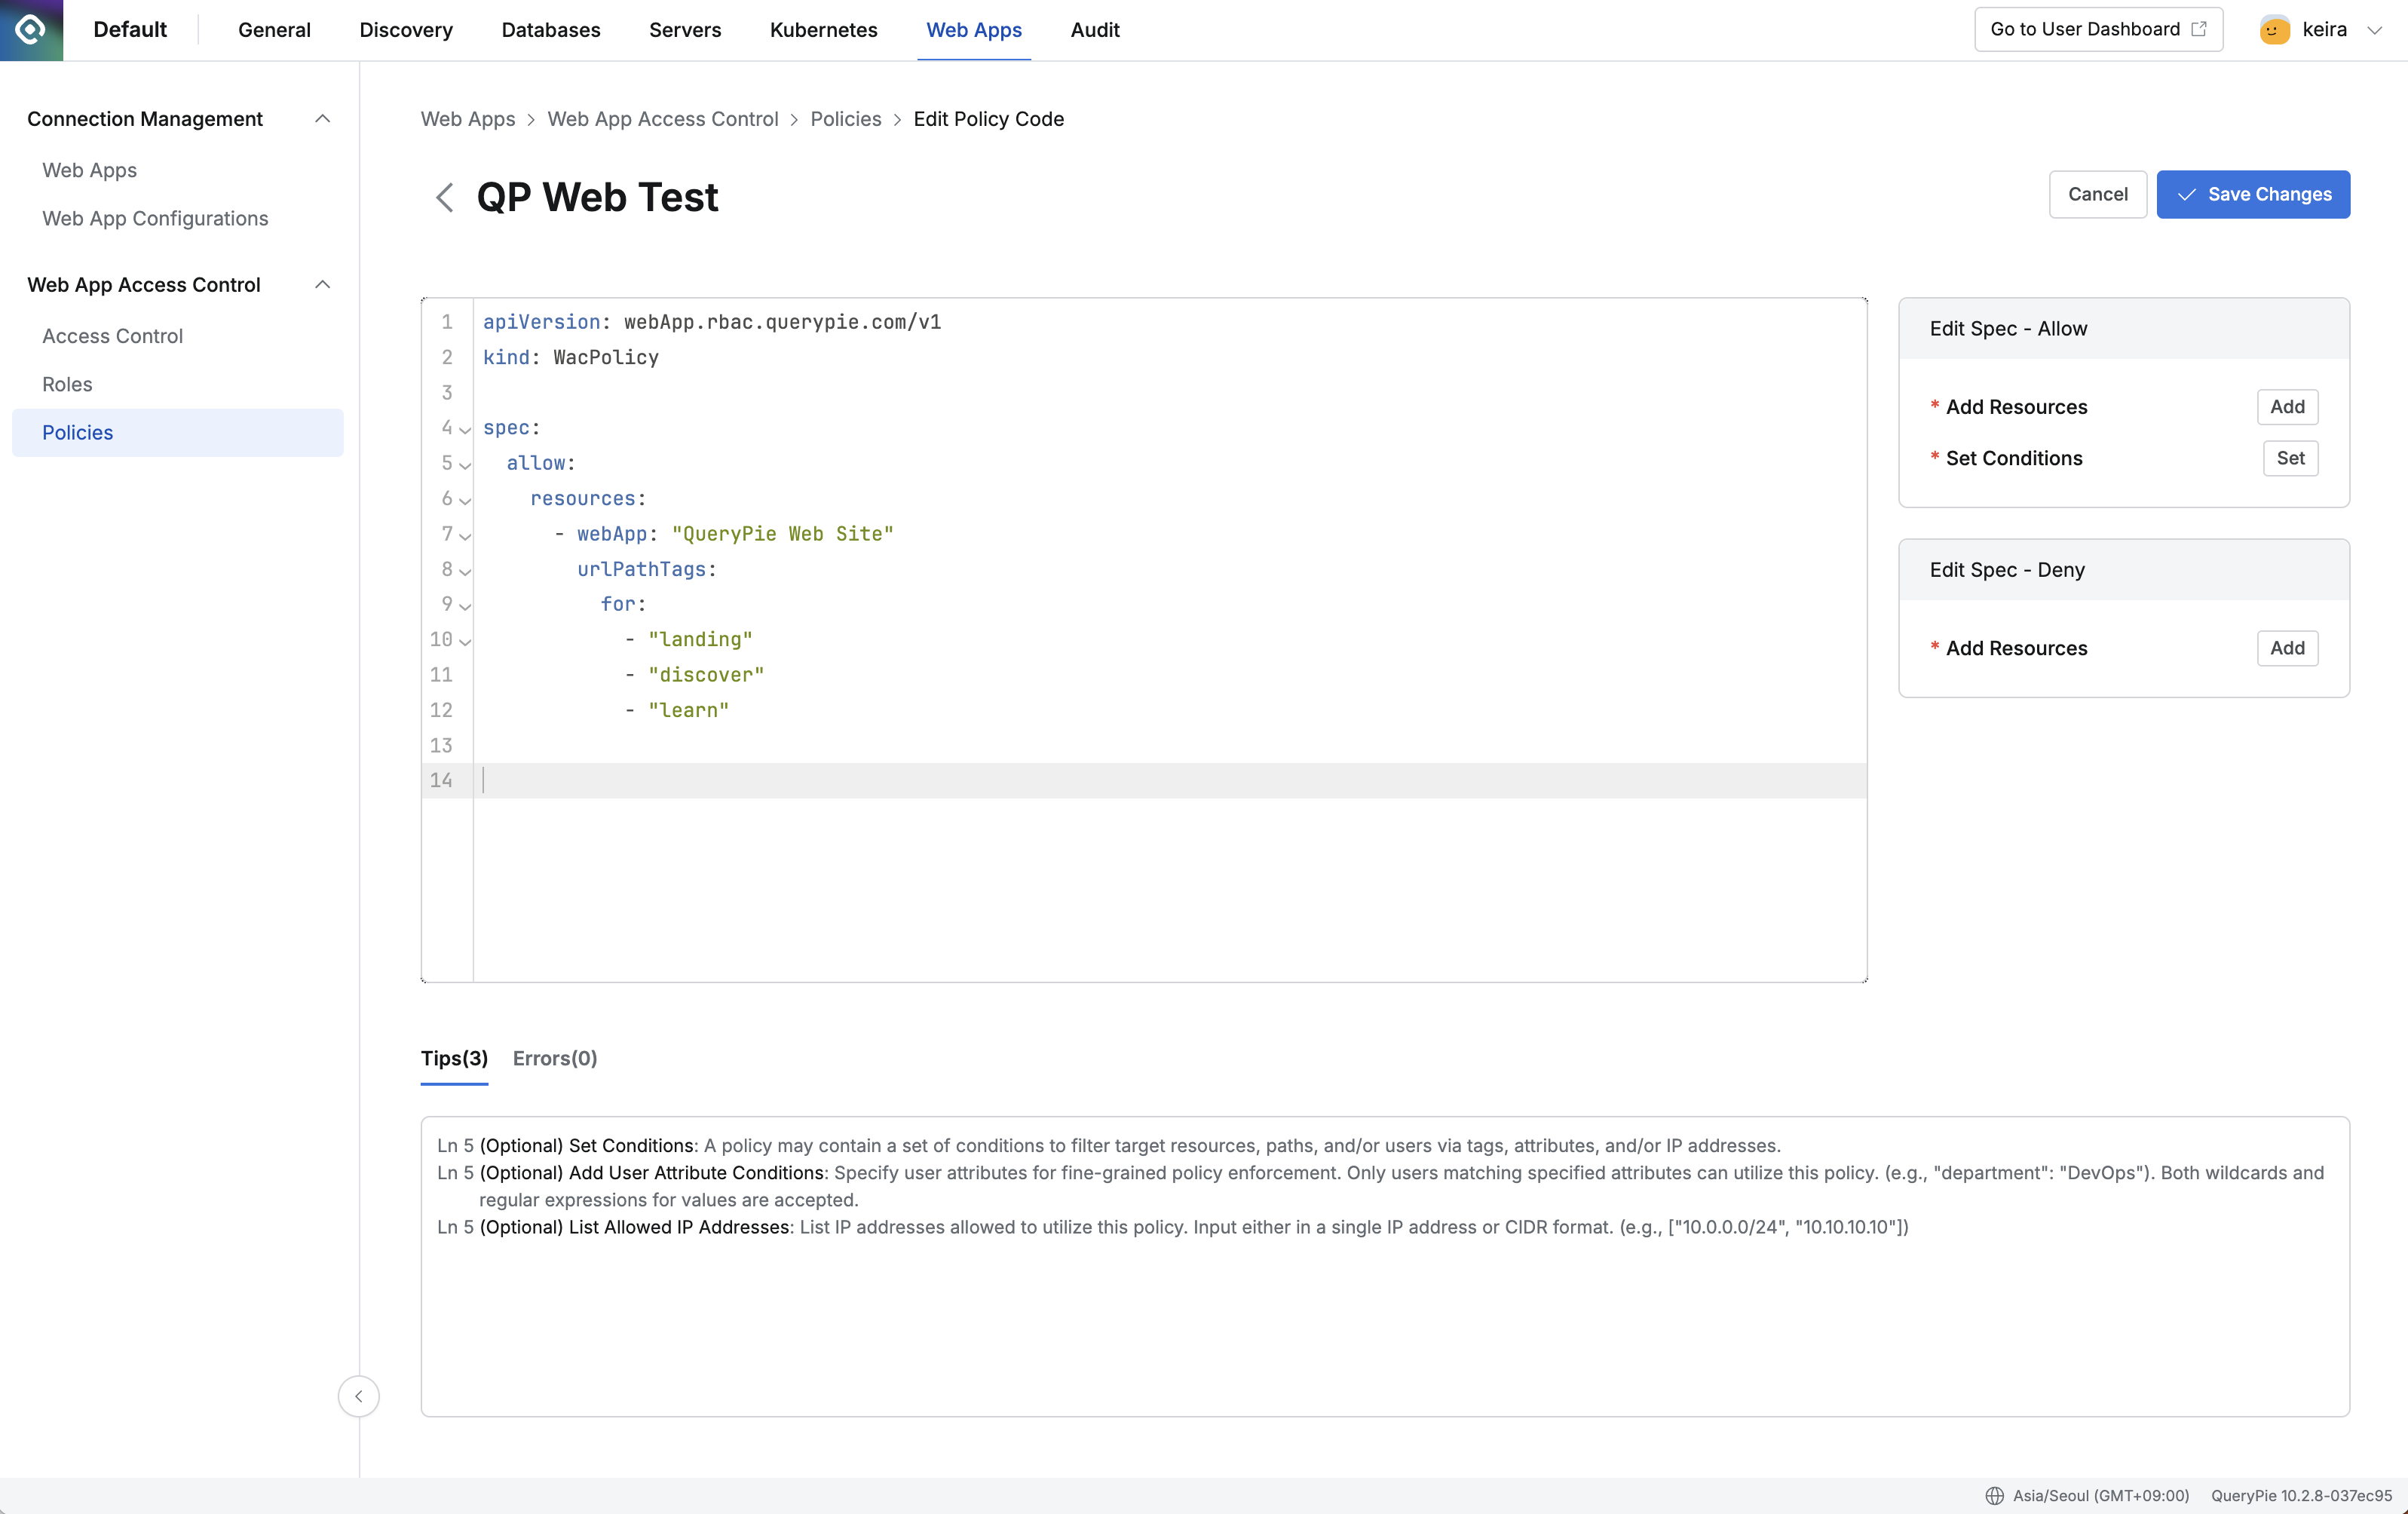 Default
General
Discovery
Databases
Servers
Kubernetes
Web Apps
Audit
Go to User Dashboard
keira
Connection Management
Web Apps
Web App Configurations
Web App Access Control
Access Control
Roles
Policies
Web Apps > Web App Access Control > Policies > Edit Policy Code
QP Web Test
Cancel
Save Changes
1 apiVersion: webApp.rbac.querypie.com/v1
2 kind: WacPolicy
3
4 spec:
5   allow:
6     resources:
7       - webApp: "QueryPie Web Site"
8         urlPathTags:
9           for:
10             - "landing"
11             - "discover"
12             - "learn"
13
14
Edit Spec - Allow
* Add Resources Add
* Set Conditions Set
Edit Spec - Deny
* Add Resources Add
Tips(3) Errors(0)
Ln 5 (Optional) Set Conditions: A policy may contain a set of conditions to filter target resources, paths, and/or users via tags, attributes, and/or IP addresses.
Ln 5 (Optional) Add User Attribute Conditions: Specify user attributes for fine-grained policy enforcement. Only users matching specified attributes can utilize this policy. (e.g., "department": "DevOps"). Both wildcards and
regular expressions for values are accepted.
Ln 5 (Optional) List Allowed IP Addresses: List IP addresses allowed to utilize this policy. Input either in a single IP address or CIDR format. (e.g., ["10.0.0.0/24", "10.10.10.10"])
Asia/Seoul (GMT+09:00) QueryPie 10.2.8-037ec95